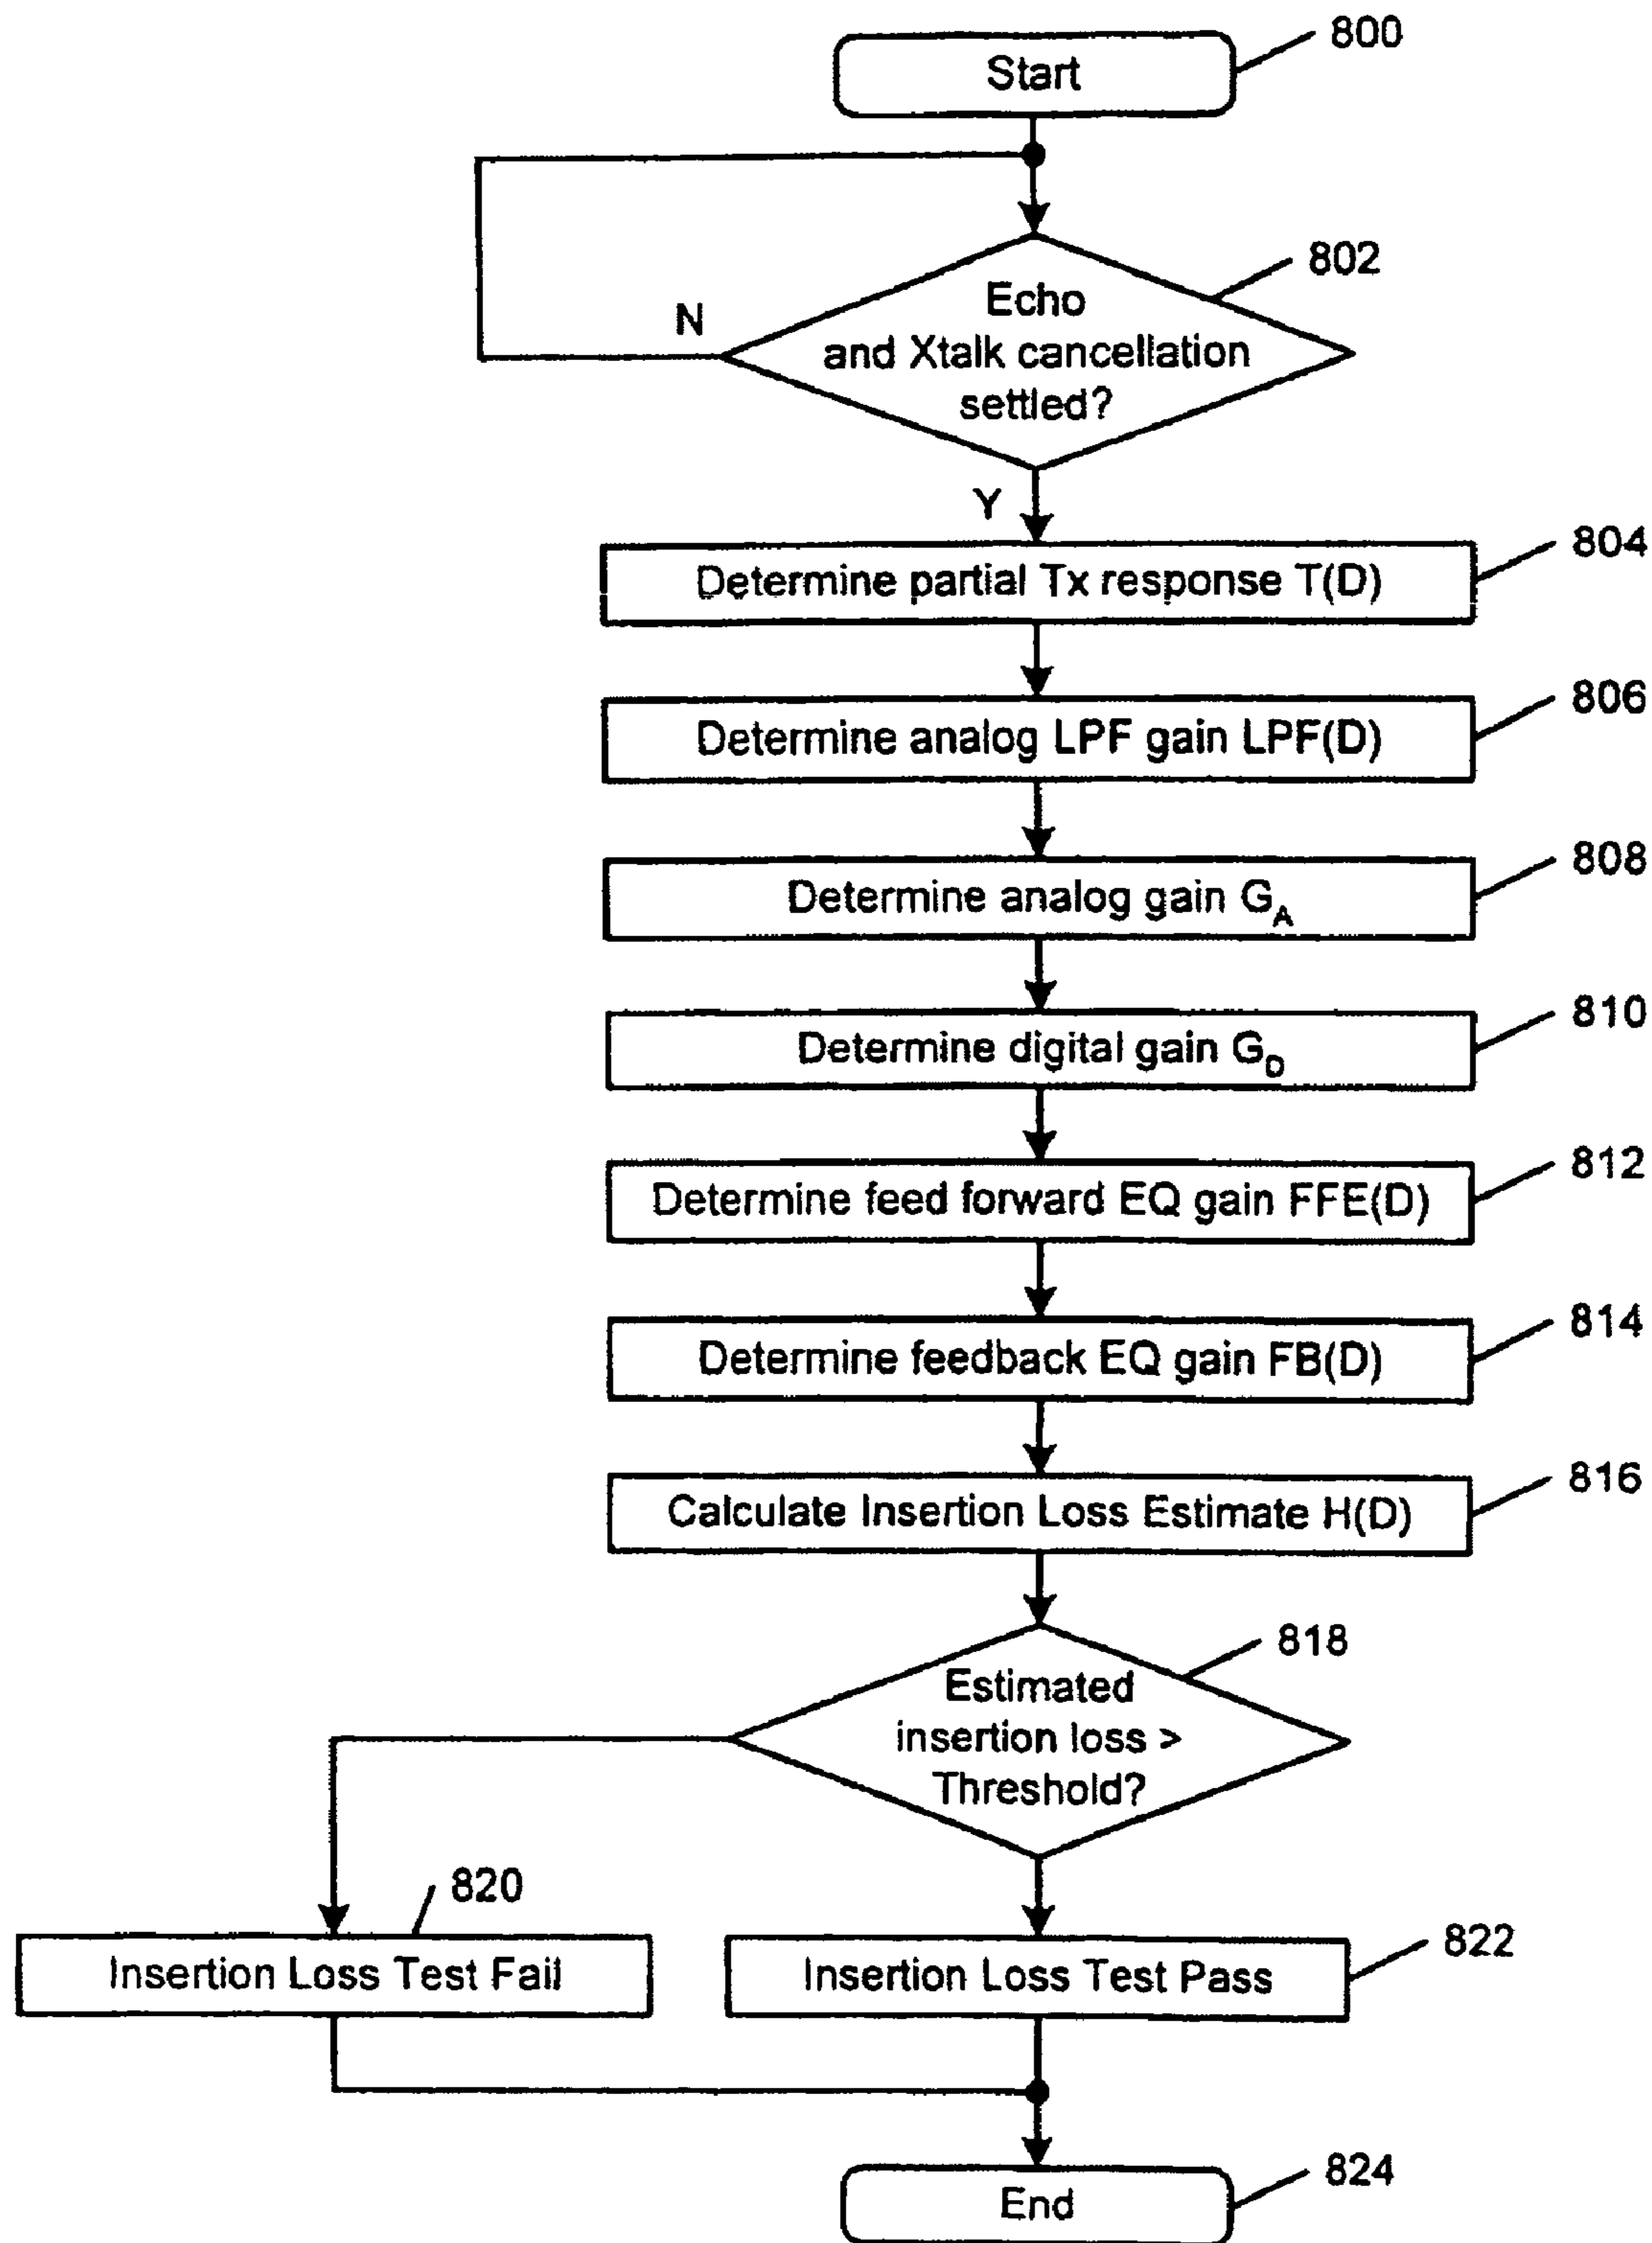 800
Start
802
Echo
and Xtalk cancellation
settled?
N
Y
804
Determine partial Tx response T(D)
806
Determine analog LPF gain LPF(D)
808
Determine analog gain G_A
810
Determine digital gain G_D
812
Determine feed forward EQ gain FFE(D)
814
Determine feedback EQ gain FB(D)
816
Calculate Insertion Loss Estimate H(D)
818
Estimated
insertion loss >
Threshold?
820
Insertion Loss Test Fail
822
Insertion Loss Test Pass
824
End